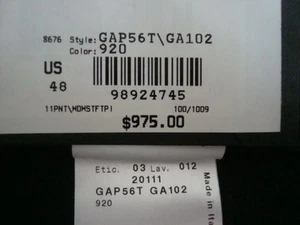 8676 Style: GAP56T\GA102
Color: 920
US
48
98924745
11PNT\HDHSTFTP|
100/1009
$975.00
Etic. 03 Lav. 012
20111
GAP56T GA102
920
Made in Ita